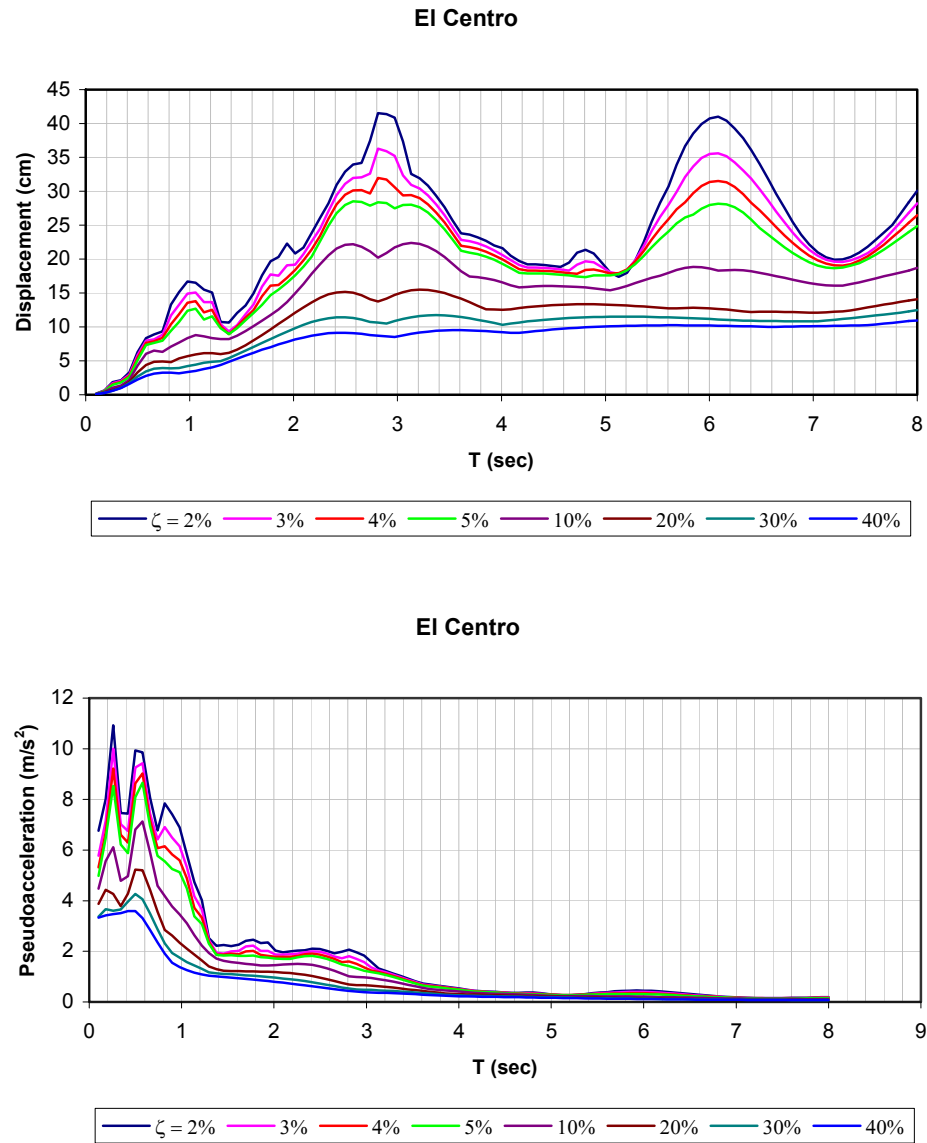 El Centro
45
40
35
30
25
20
15
10
5
0
Displacement (cm)
0 1 2 3 4 5 6 7 8
T (sec)
ζ = 2% 3% 4% 5% 10% 20% 30% 40%
El Centro
12
10
8
6
4
2
0
Pseudoacceleration (m/s²)
0 1 2 3 4 5 6 7 8 9
T (sec)
ζ = 2% 3% 4% 5% 10% 20% 30% 40%